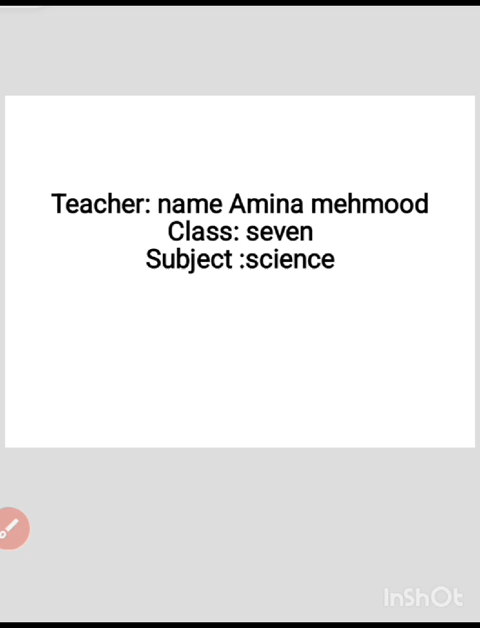 Teacher: name Amina mehmood
Class: seven
Subject :science
InShOt